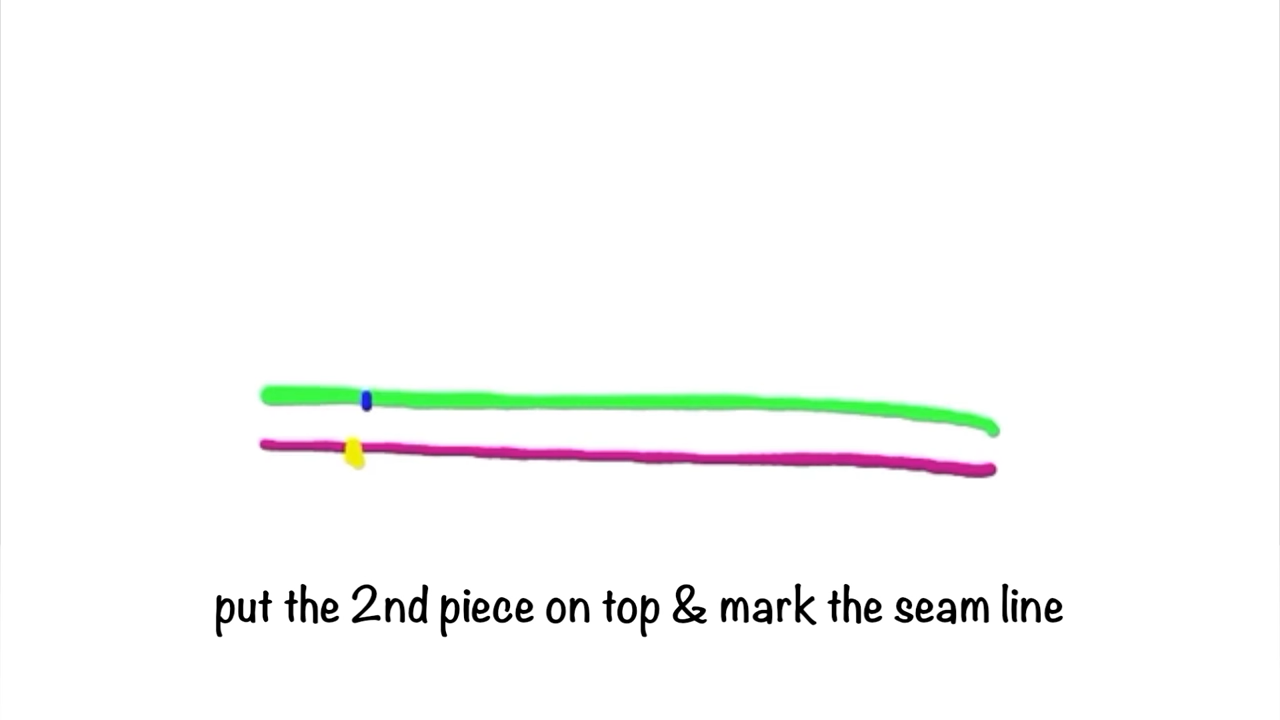 put the 2nd piece on top & mark the seam line